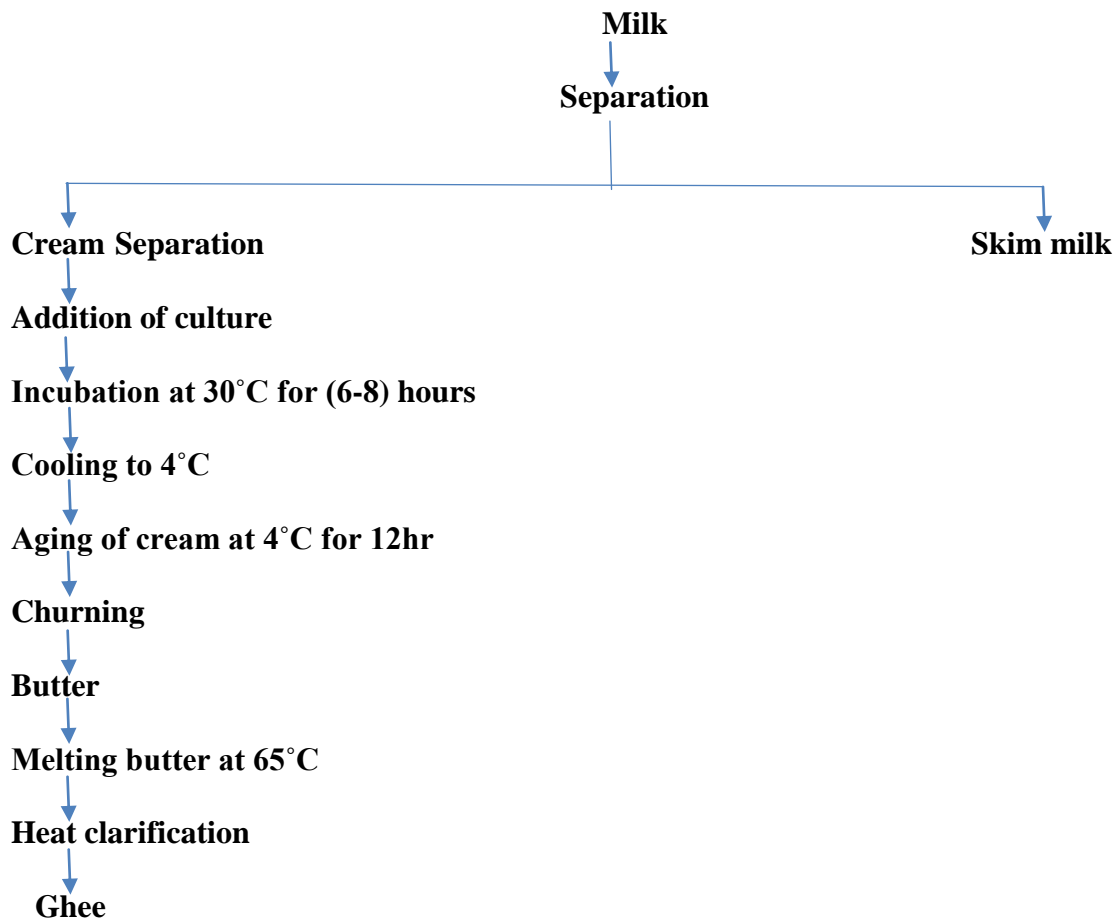 Milk
Separation
Cream Separation
Skim milk
Addition of culture
Incubation at 30˚C for (6-8) hours
Cooling to 4˚C
Aging of cream at 4˚C for 12hr
Churning
Butter
Melting butter at 65˚C
Heat clarification
Ghee